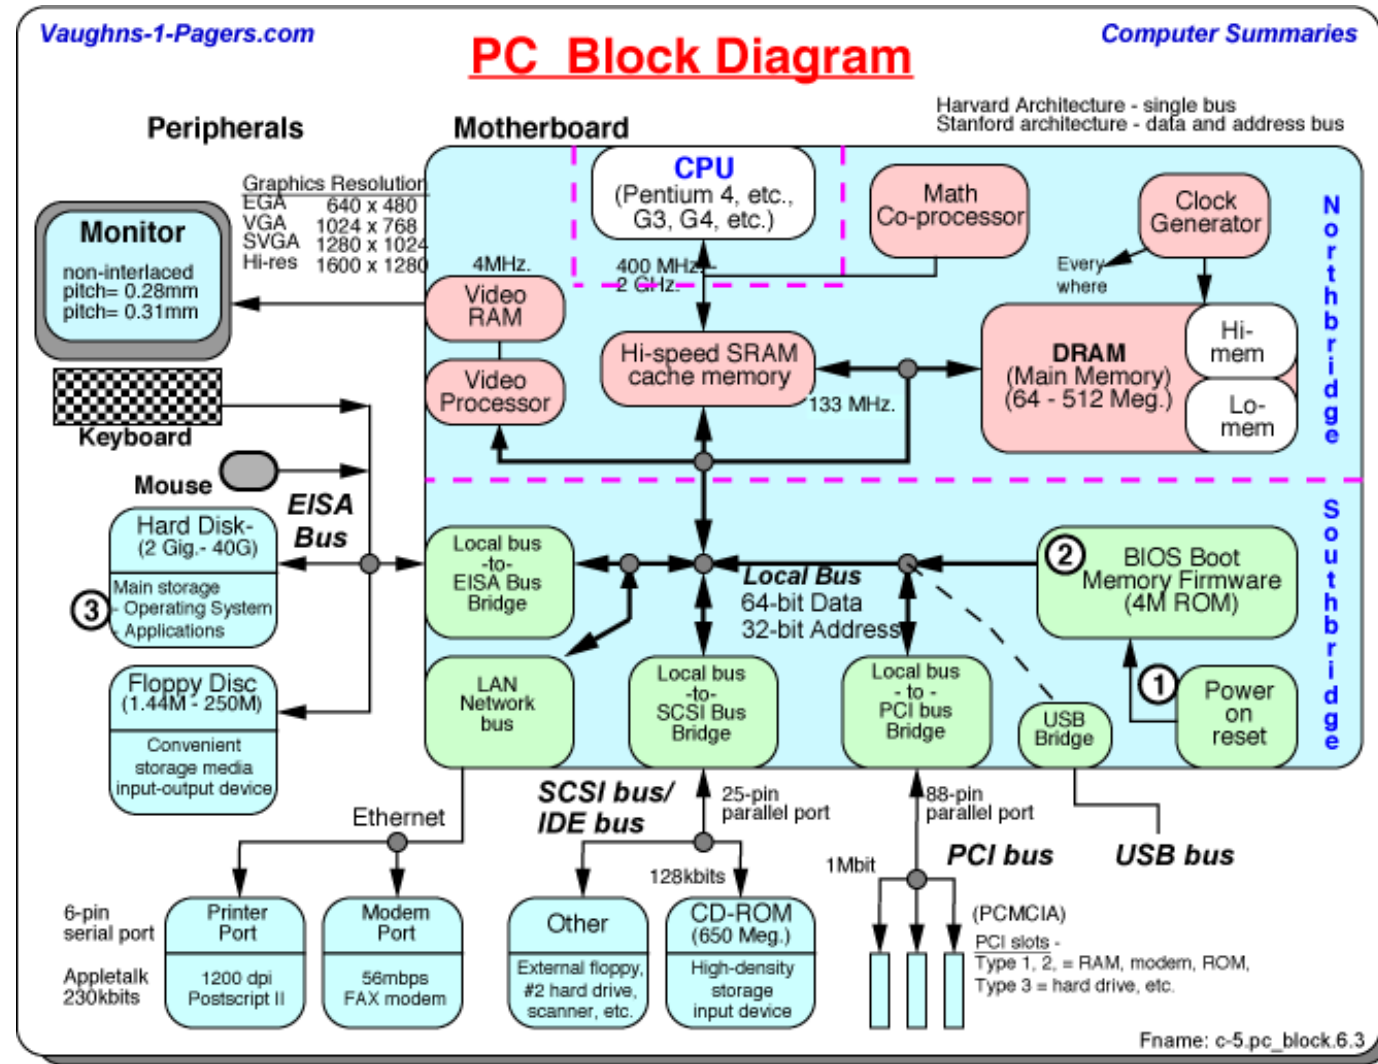 Vaughns-1-Pagers.com
Computer Summaries
PC Block Diagram
Harvard Architecture - single bus
Stanford architecture - data and address bus
Peripherals
Motherboard
Graphics Resolution
EGA 640 x 480
VGA 1024 x 768
SVGA 1280 x 1024
Hi-res 1600 x 1280
Monitor
non-interlaced
pitch= 0.28mm
pitch= 0.31mm
CPU
(Pentium 4, etc.,
G3, G4, etc.)
Math
Co-processor
Clock
Generator
Northbridge
4MHz.
400 MHz. -
2 GHz.
Every
where
Video
RAM
Hi-speed SRAM
cache memory
DRAM
(Main Memory)
(64 - 512 Meg.)
Hi-
mem
Lo-
mem
Video
Processor
133 MHz.
Keyboard
Mouse
EISA
Bus
Hard Disk-
(2 Gig.- 40G)
3
Main storage
- Operating System
- Applications
Floppy Disc
(1.44M - 250M)
Convenient
storage media
input-output device
Local bus
-to-
EISA Bus
Bridge
Local Bus
64-bit Data
32-bit Address
2
BIOS Boot
Memory Firmware
(4M ROM)
Southbridge
LAN
Network
bus
Local bus
-to-
SCSI Bus
Bridge
Local bus
- to -
PCI bus
Bridge
USB
Bridge
1
Power
on
reset
Ethernet
SCSI bus/
IDE bus
25-pin
parallel port
88-pin
parallel port
PCI bus
USB bus
128kbits
1Mbit
6-pin
serial port
Appletalk
230kbits
Printer
Port
1200 dpi
Postscript II
Modem
Port
56mbps
FAX modem
Other
External floppy,
#2 hard drive,
scanner, etc.
CD-ROM
(650 Meg.)
High-density
storage
input device
(PCMCIA)
PCI slots -
Type 1, 2, = RAM, modem, ROM,
Type 3 = hard drive, etc.
Fname: c-5.pc_block.6.3